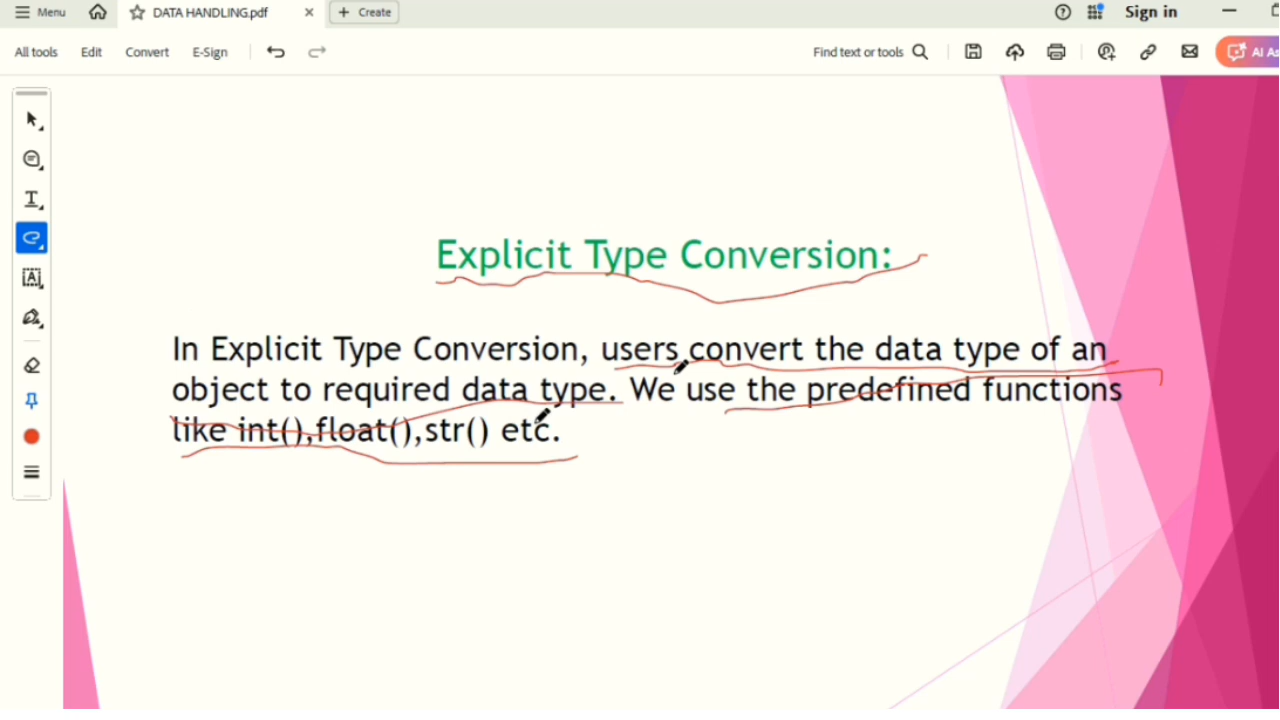 Menu
DATA HANDLING.pdf
+ Create
Sign in
All tools
Edit
Convert
E-Sign
Find text or tools
AI As
Explicit Type Conversion:
In Explicit Type Conversion, users convert the data type of an
object to required data type. We use the predefined functions
like int(),float(),str() etc.